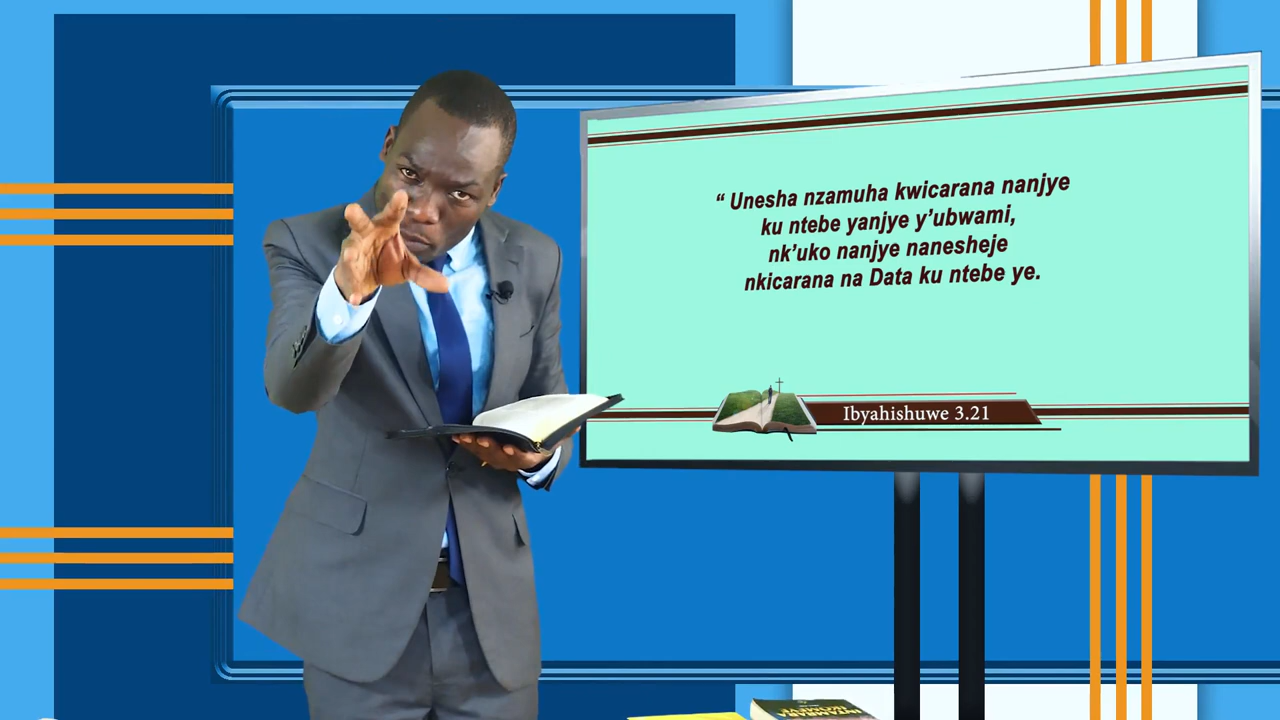 “ Unesha nzamuha kwicarana nanjye
ku ntebe yanjye y’ubwami,
nk’uko nanjye nanesheje
nkicarana na Data ku ntebe ye.
Ibyahishuwe 3.21